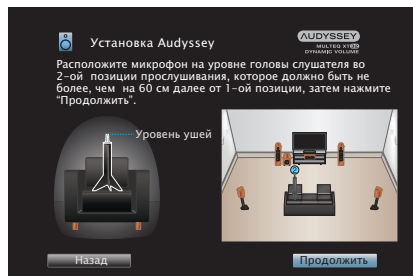 Установка Audyssey
AUDYSSEY
MULTEQ XT32
DYNAMIC VOLUME
Расположите микрофон на уровне головы слушателя во
2-ой позиции прослушивания, которое должно быть не
более, чем на 60 см далее от 1-ой позиции, затем нажмите
"Продолжить".
Уровень ушей
2
Назад
Продолжить